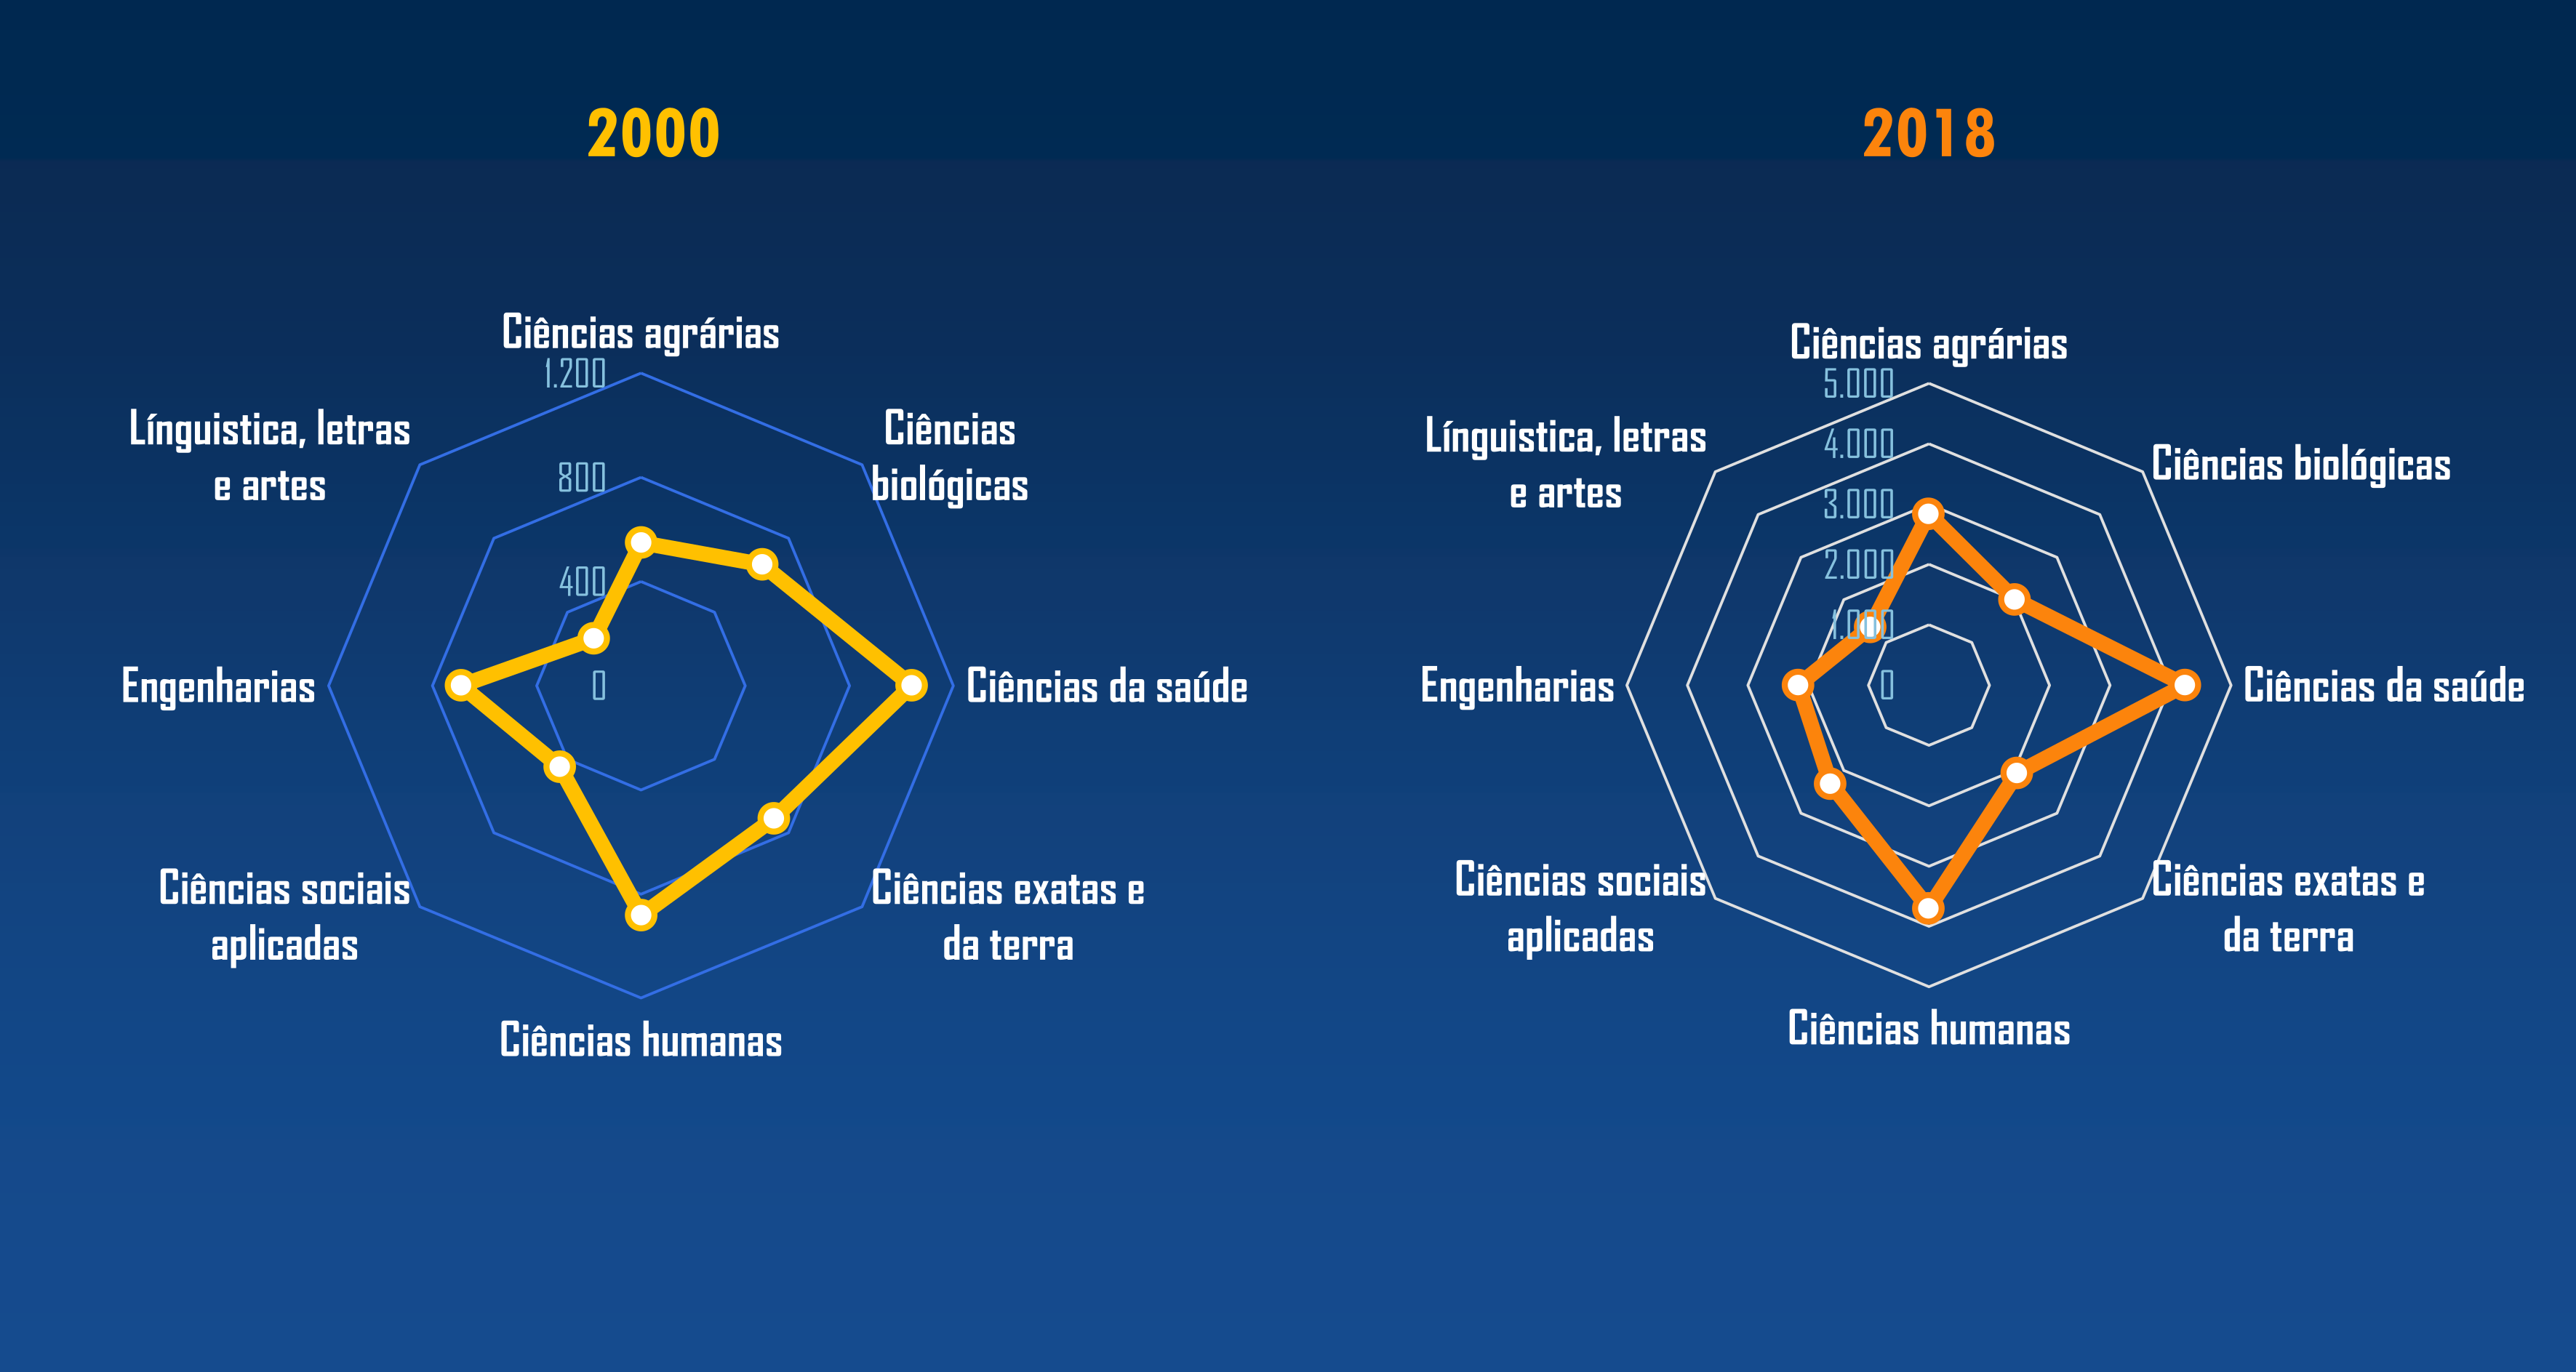 2000
Ciências agrárias
1.200
Línguistica, letras
e artes
Ciências
biológicas
800
400
Engenharias
0
Ciências da saúde
Ciências sociais
aplicadas
Ciências exatas e
da terra
Ciências humanas
2018
Ciências agrárias
5.000
Línguistica, letras
e artes
4.000
Ciências biológicas
3.000
2.000
1.000
Engenharias
0
Ciências da saúde
Ciências sociais
aplicadas
Ciências exatas e
da terra
Ciências humanas